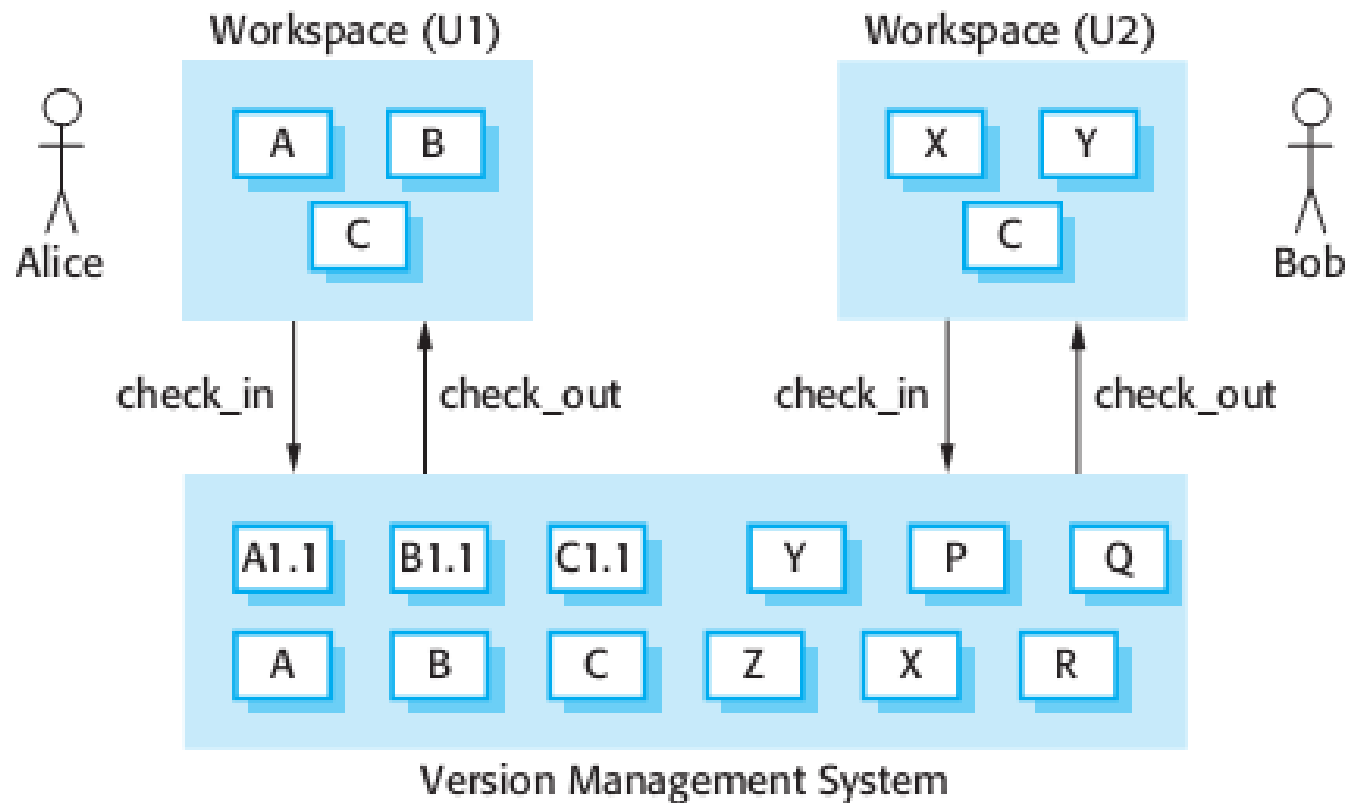 Workspace (U1)
Workspace (U2)
A B
X Y
C
C
Alice
Bob
check_in check_out
check_in check_out
A1.1 B1.1 C1.1 Y P Q
A B C Z X R
Version Management System